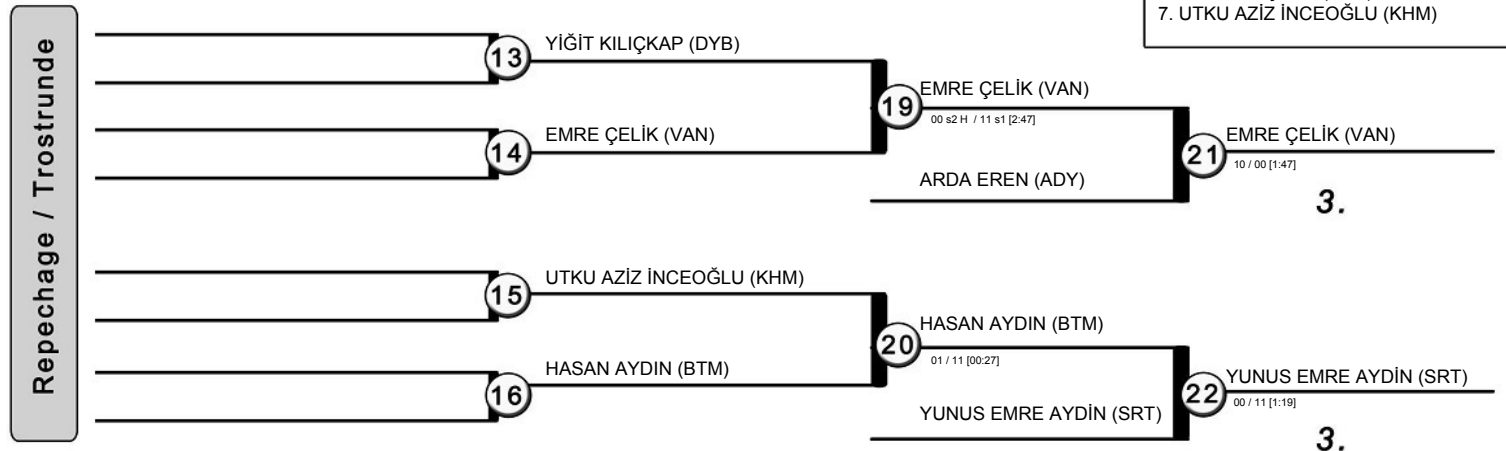 7. UTKU AZİZ İNCEOĞLU (KHM)
Repechage / Trostrunde
13
YİĞİT KILIÇKAP (DYB)
14
EMRE ÇELİK (VAN)
19
EMRE ÇELİK (VAN)
00 s2 H / 11 s1 [2:47]
ARDA EREN (ADY)
21
EMRE ÇELİK (VAN)
10 / 00 [1:47]
3.
15
UTKU AZİZ İNCEOĞLU (KHM)
16
HASAN AYDIN (BTM)
20
HASAN AYDIN (BTM)
01 / 11 [00:27]
YUNUS EMRE AYDİN (SRT)
22
YUNUS EMRE AYDİN (SRT)
00 / 11 [1:19]
3.